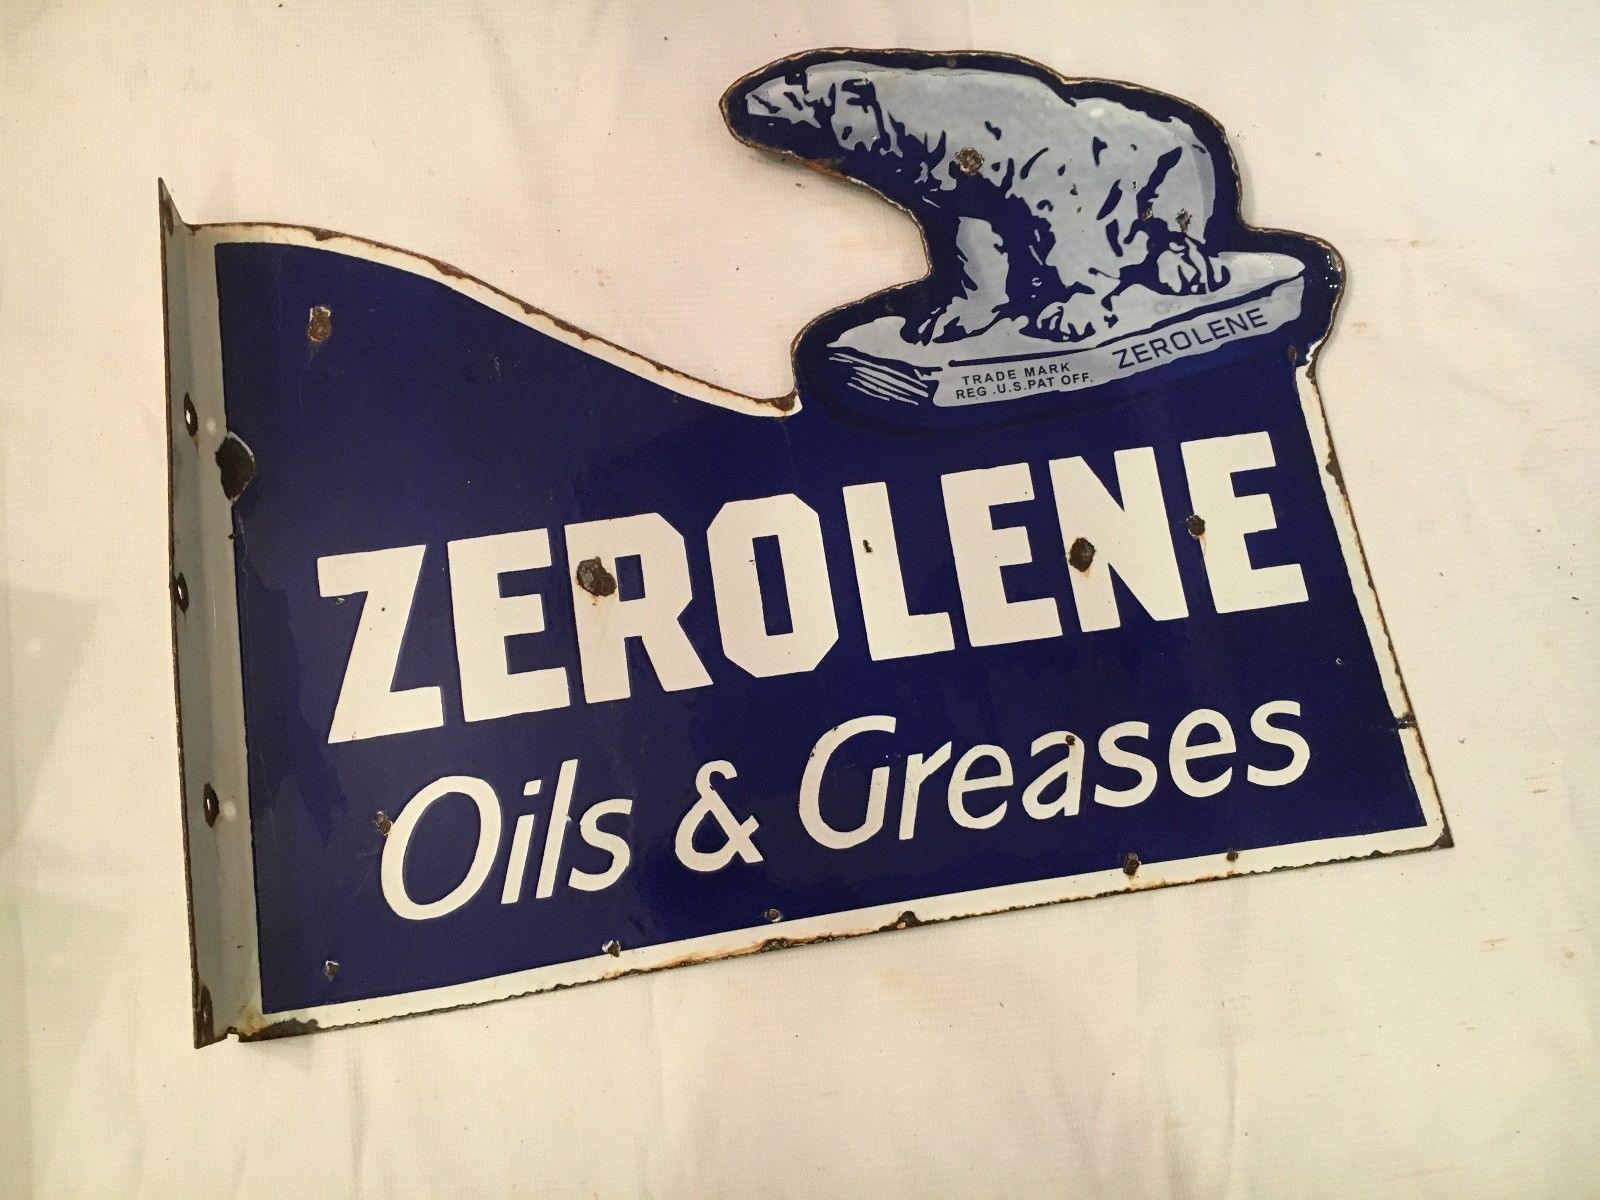 TRADE MARK
REG .U.S.PAT OFF.
ZEROLENE
ZEROLENE
Oils & Greases